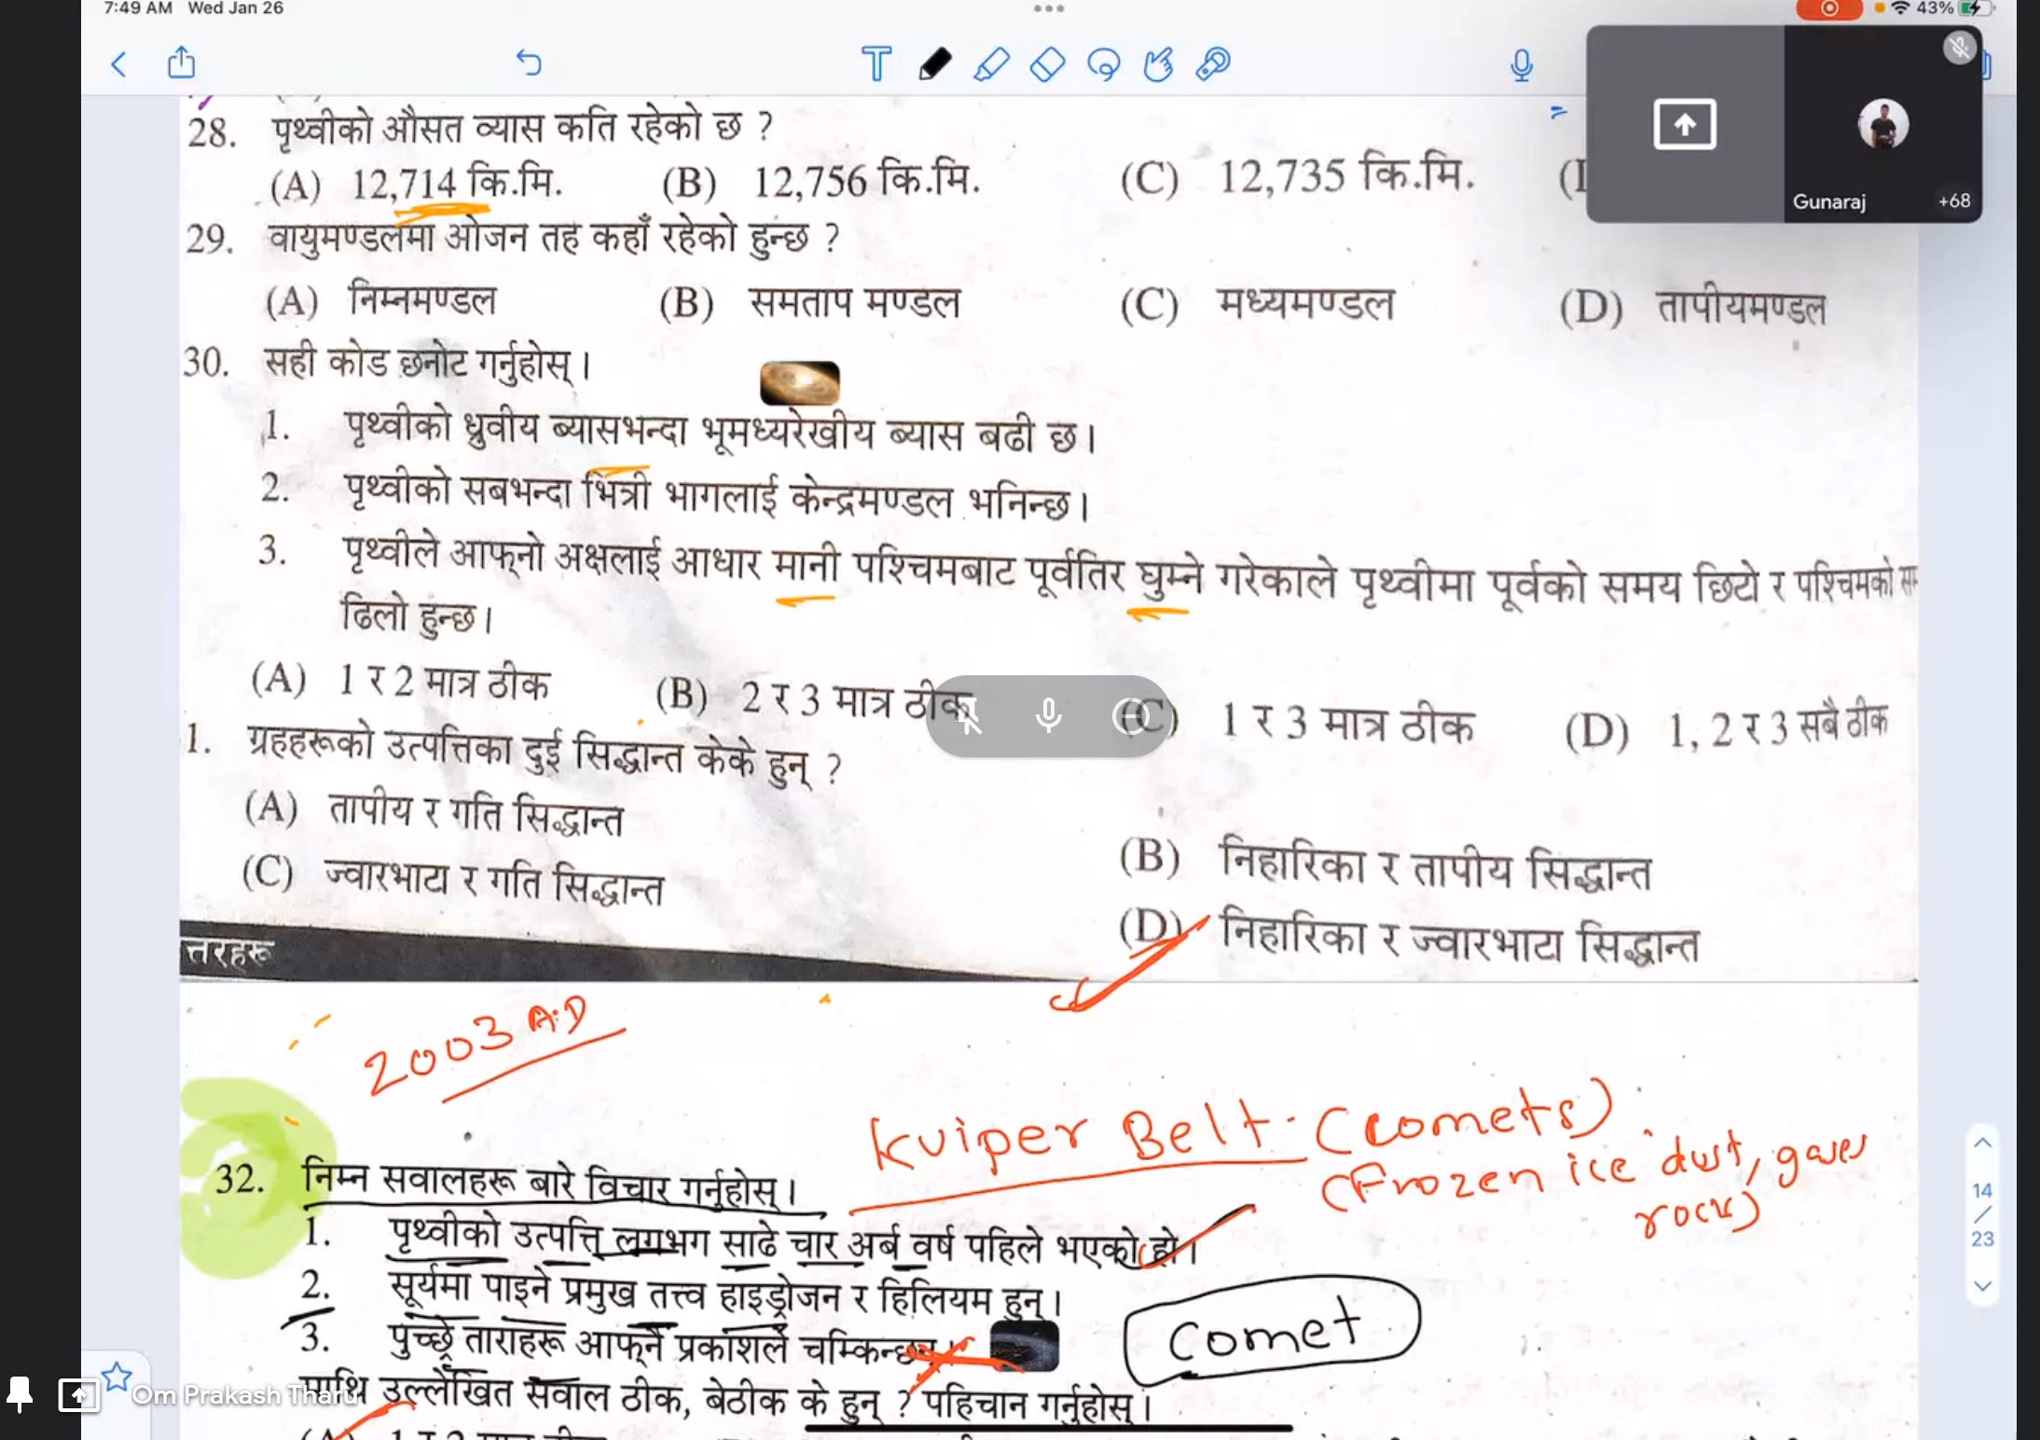 7:49 AM Wed Jan 26
43%
28. पृथ्वीको औसत व्यास कति रहेको छ ?
(A) 12,714 कि.मि. (B) 12,756 कि.मि. (C) 12,735 कि.मि.
Gunaraj +68
29. वायुमण्डलमा ओजन तह कहाँ रहेको हुन्छ ?
(A) निम्नमण्डल (B) समताप मण्डल (C) मध्यमण्डल (D) तापीयमण्डल
30. सही कोड छनोट गर्नुहोस् ।
1. पृथ्वीको ध्रुवीय ब्यासभन्दा भूमध्यरेखीय ब्यास बढी छ ।
2. पृथ्वीको सबभन्दा भित्री भागलाई केन्द्रमण्डल भनिन्छ ।
3. पृथ्वीले आफ्नो अक्षलाई आधार मानी पश्चिमबाट पूर्वतिर घुम्ने गरेकाले पृथ्वीमा पूर्वको समय छिटो र पश्चिमको
ढिलो हुन्छ ।
(A) 1 र 2 मात्र ठीक (B) 2 र 3 मात्र ठीक (C) 1 र 3 मात्र ठीक (D) 1, 2 र 3 सबै ठीक
1. ग्रहहरूको उत्पत्तिका दुई सिद्धान्त केके हुन् ?
(A) तापीय र गति सिद्धान्त
(B) निहारिका र तापीय सिद्धान्त
(C) ज्वारभाटा र गति सिद्धान्त
(D) निहारिका र ज्वारभाटा सिद्धान्त
त्तरहरू
2003 A.D
Kuiper Belt - (comets)
(Frozen ice dust, gases
rock)
32. निम्न सवालहरू बारे विचार गर्नुहोस् ।
1. पृथ्वीको उत्पत्ति लगभग साढे चार अर्ब वर्ष पहिले भएको हो ।
2. सूर्यमा पाइने प्रमुख तत्त्व हाइड्रोजन र हिलियम हुन् ।
3. पुच्छ्रे ताराहरू आफ्नै प्रकाशले चम्किन्छन्
Comet
माथि उल्लेखित सवाल ठीक, बेठीक के हुन् ? पहिचान गर्नुहोस् ।
14
/
23
Om Prakash Tharu